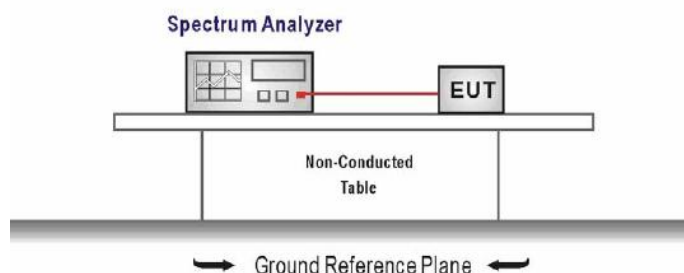 Spectrum Analyzer
EUT
Non-Conducted
Table
Ground Reference Plane